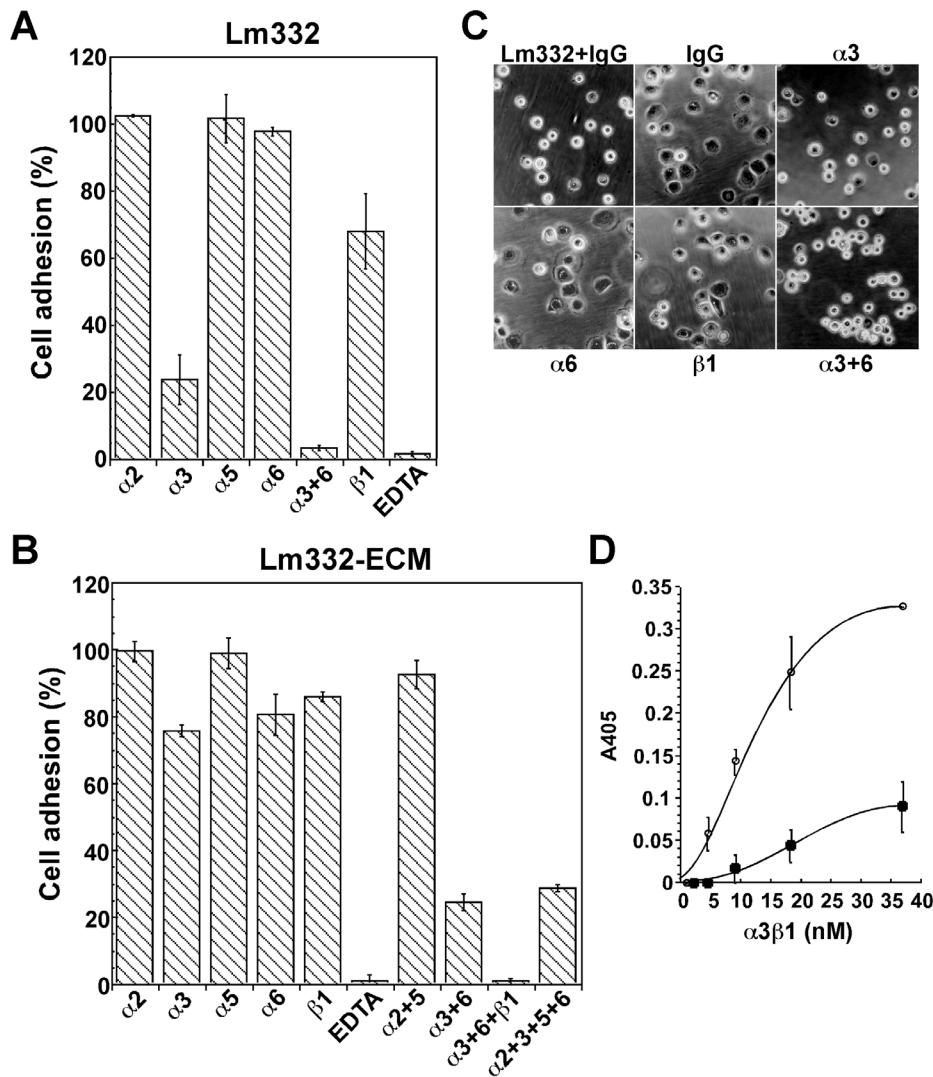 A
Lm332
Cell adhesion (%)
120
100
80
60
40
20
0
α2
α3
α5
α6
α3+6
β1
EDTA
B
Lm332-ECM
Cell adhesion (%)
120
100
80
60
40
20
0
α2
α3
α5
α6
β1
EDTA
α2+5
α3+6
α3+6+β1
α2+3+5+6
C
Lm332+IgG
IgG
α3
α6
β1
α3+6
D
A405
0.35
0.3
0.25
0.2
0.15
0.1
0.05
0
0 5 10 15 20 25 30 35 40
α3β1 (nM)